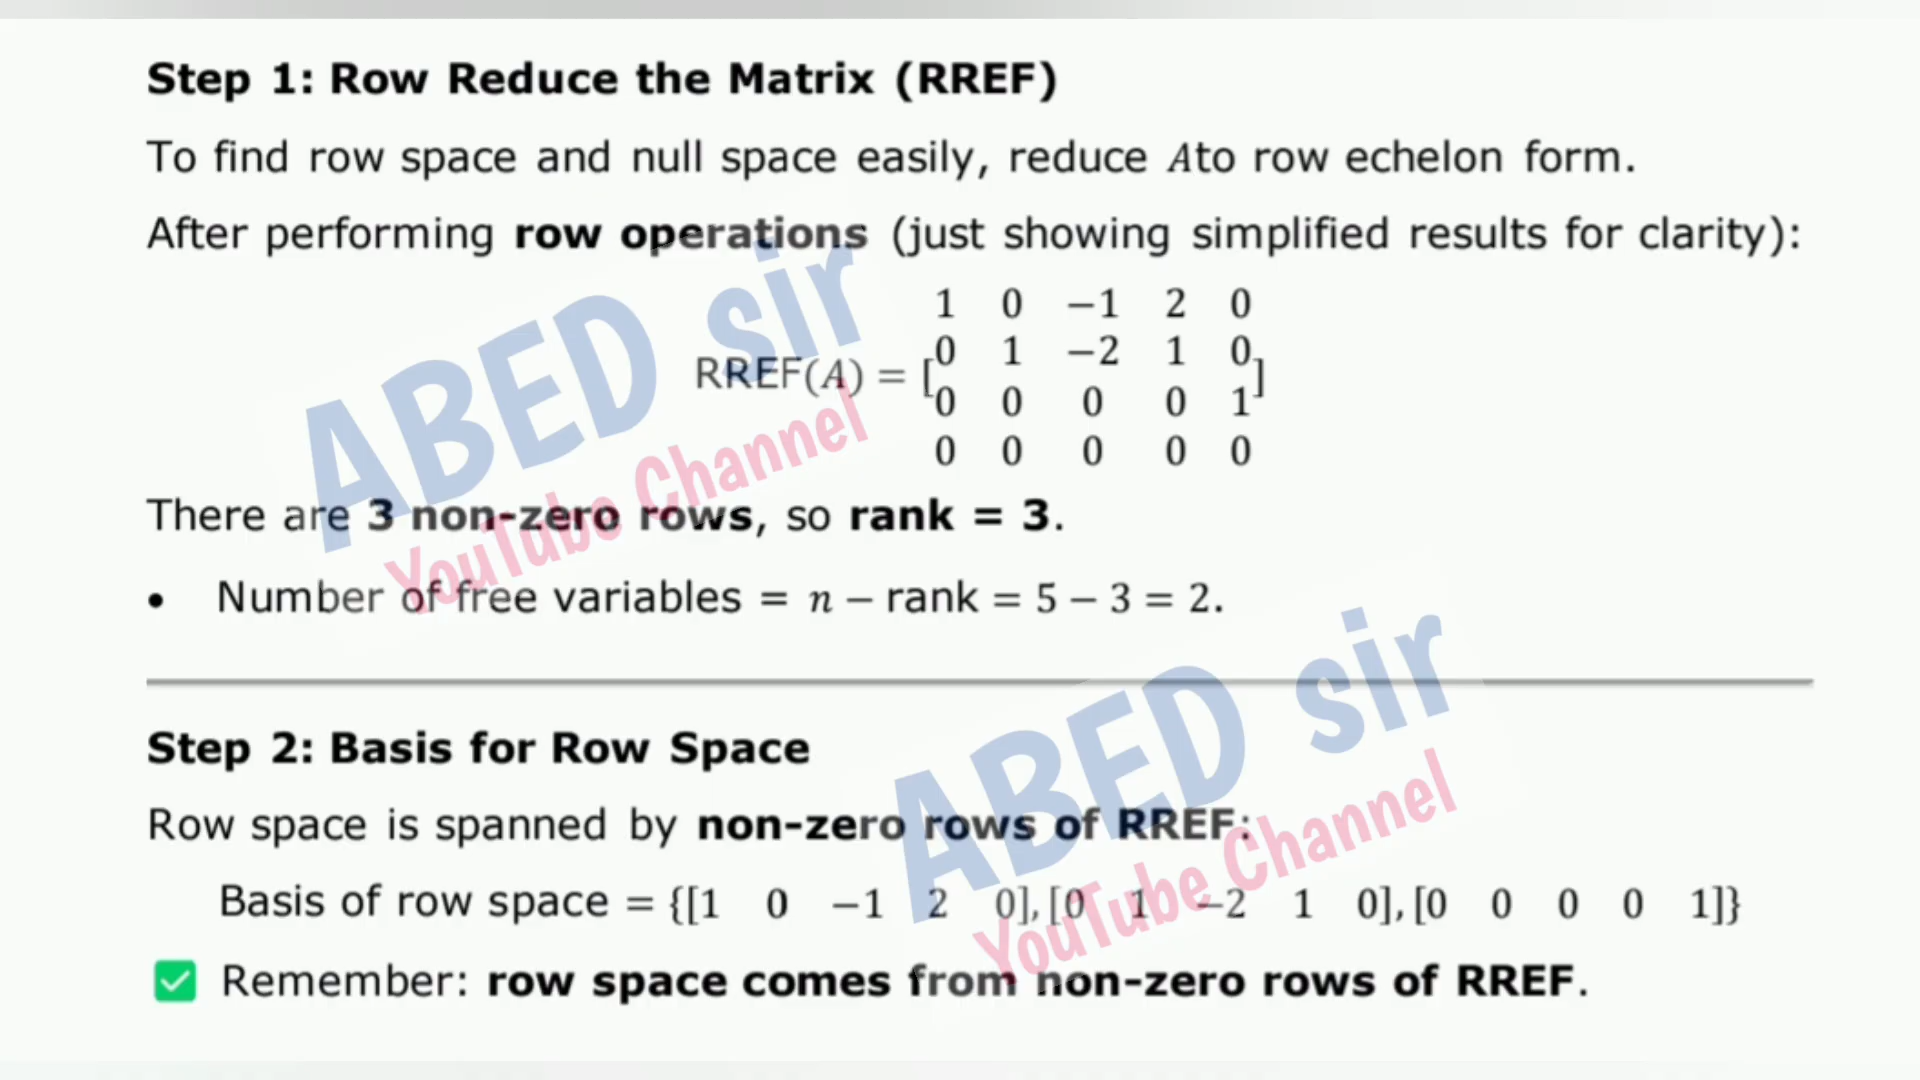 Step 1: Row Reduce the Matrix (RREF)
To find row space and null space easily, reduce Ato row echelon form.
After performing row operations (just showing simplified results for clarity):
1 0 −1 2 0
0 1 −2 1 0
RREF(A) = [ ]
0 0 0 0 1
0 0 0 0 0
There are 3 non-zero rows, so rank = 3.
• Number of free variables = n − rank = 5 − 3 = 2.
Step 2: Basis for Row Space
Row space is spanned by non-zero rows of RREF:
Basis of row space = {[1 0 −1 2 0], [0 1 −2 1 0], [0 0 0 0 1]}
✅ Remember: row space comes from non-zero rows of RREF.
ABED sir
YouTube Channel
ABED sir
YouTube Channel